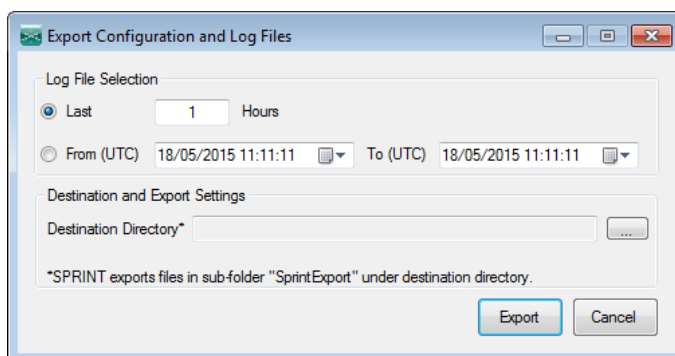 Export Configuration and Log Files
Log File Selection
Last 1 Hours
From (UTC) 18/05/2015 11:11:11 To (UTC) 18/05/2015 11:11:11
Destination and Export Settings
Destination Directory* ...
*SPRINT exports files in sub-folder "SprintExport" under destination directory.
Export Cancel